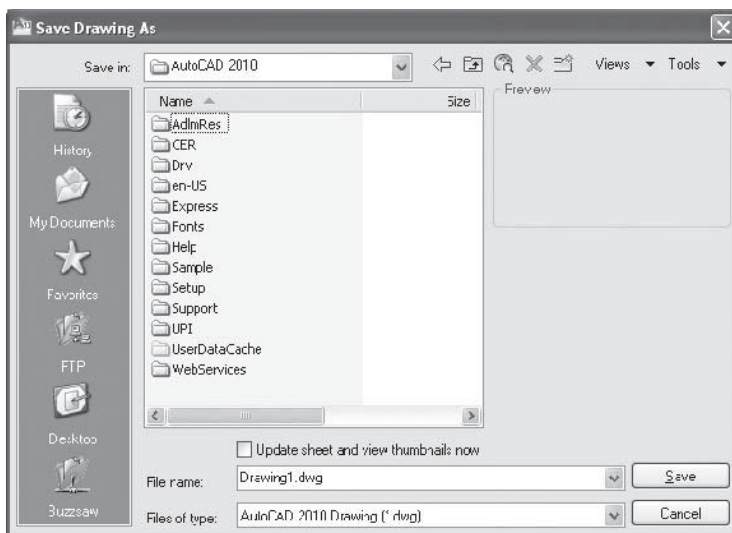 Save Drawing As
Save in:
AutoCAD 2010
Views
Tools
History
My Documents
Favorites
FTP
Desktop
Buzzsaw
Name
Size
AdlmRes
CER
Drv
en-US
Express
Fonts
Help
Sample
Setup
Support
UPI
UserDataCache
WebServices
Preview
Update sheet and view thumbnails now
File name:
Drawing1.dwg
Save
Files of type:
AutoCAD 2010 Drawing (*.dwg)
Cancel